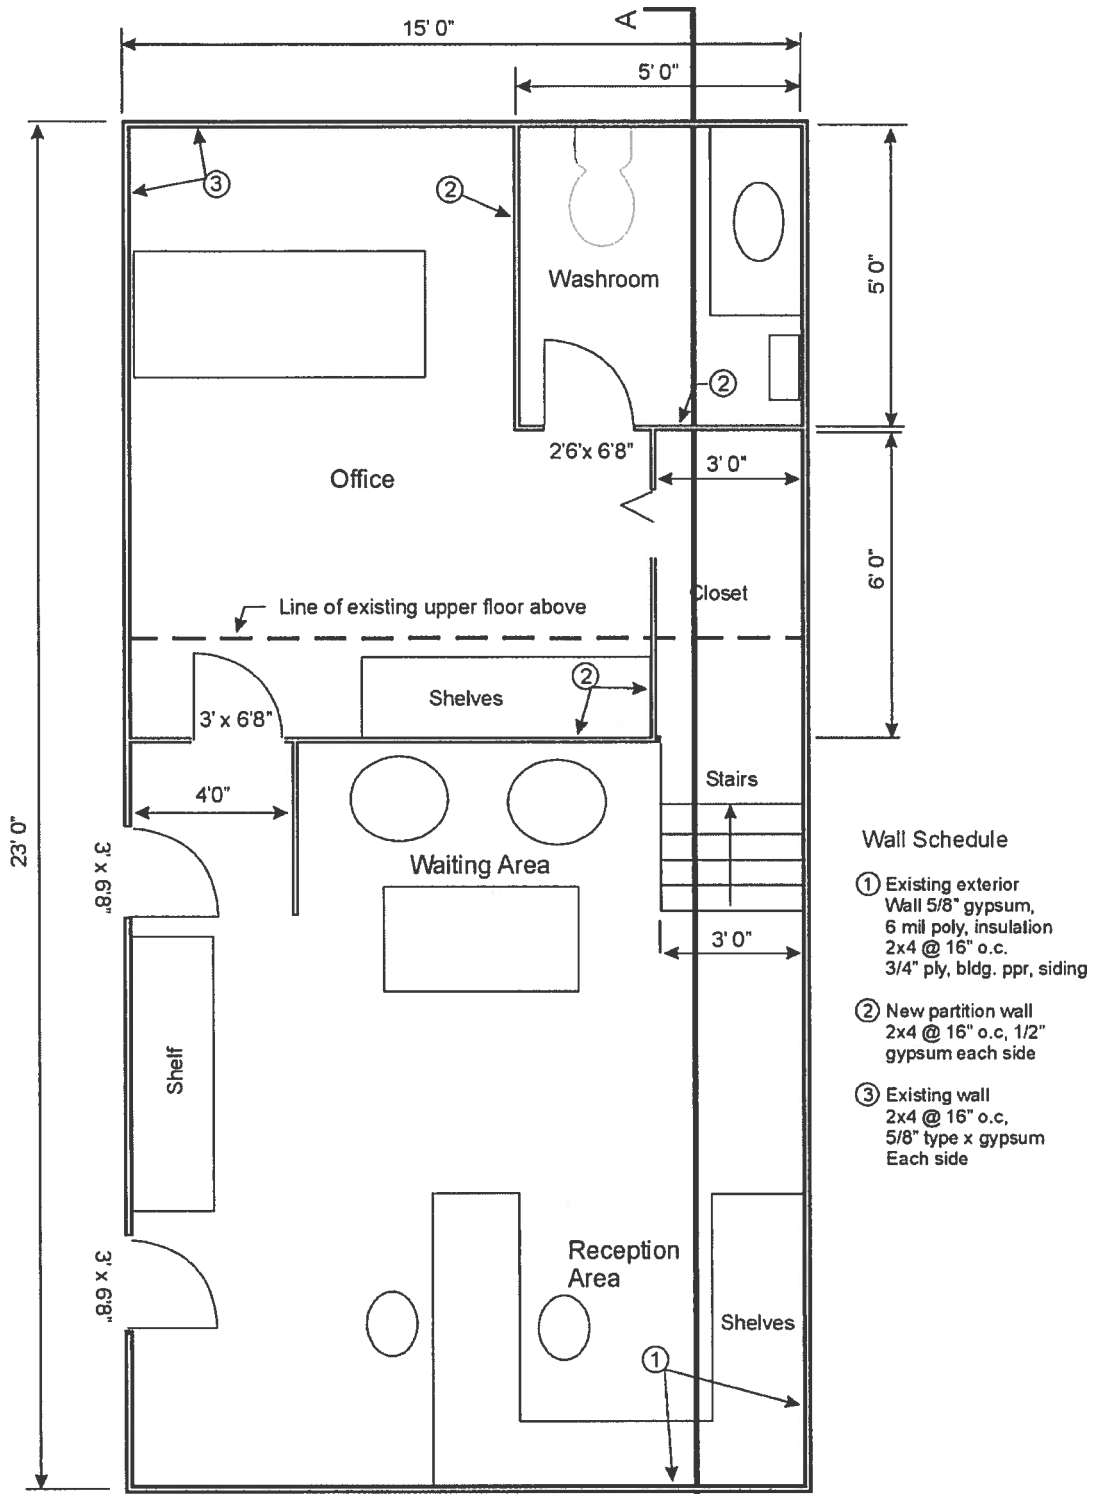 A
15' 0"
5' 0"
3
2
Washroom
5' 0"
2
2'6'x 6'8"
3' 0"
Office
6' 0"
Closet
Line of existing upper floor above
2
Shelves
3' x 6'8"
Stairs
4'0"
23' 0"
3' x 6'8"
Waiting Area
3' 0"
Shelf
3' x 6'8"
Reception
Area
Shelves
1
Wall Schedule
1 Existing exterior
Wall 5/8" gypsum,
6 mil poly, insulation
2x4 @ 16" o.c.
3/4" ply, bldg. ppr, siding
2 New partition wall
2x4 @ 16" o.c, 1/2"
gypsum each side
3 Existing wall
2x4 @ 16" o.c,
5/8" type x gypsum
Each side